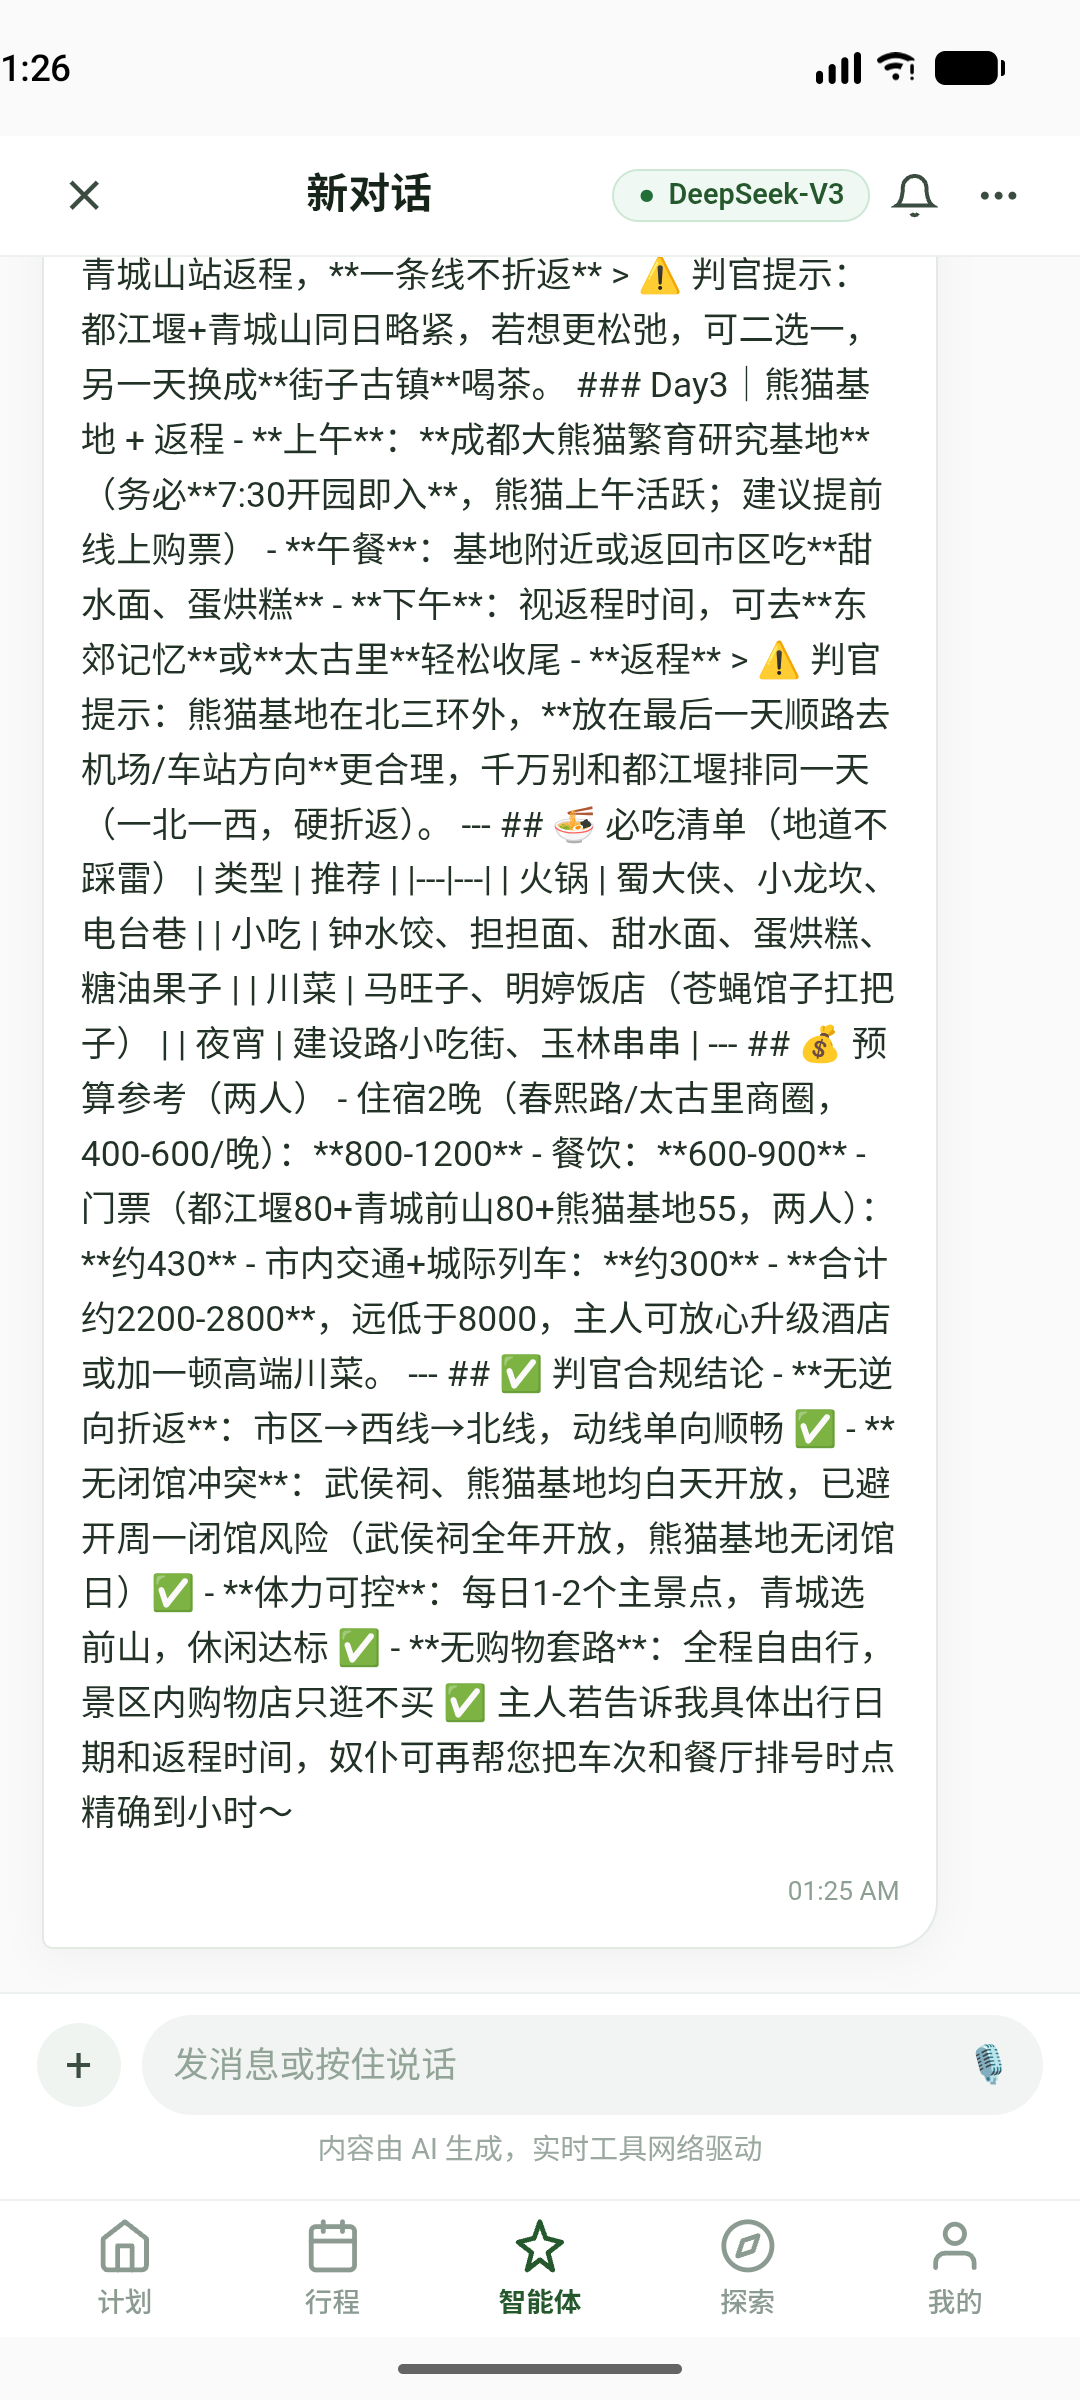 1:26
新对话
DeepSeek-V3
青城山站返程，**一条线不折返** > ⚠️ 判官提示：
都江堰+青城山同日略紧，若想更松弛，可二选一，
另一天换成**街子古镇**喝茶。 ### Day3｜熊猫基
地 + 返程 - **上午**：**成都大熊猫繁育研究基地**
（务必**7:30开园即入**，熊猫上午活跃；建议提前
线上购票） - **午餐**：基地附近或返回市区吃**甜
水面、蛋烘糕** - **下午**：视返程时间，可去**东
郊记忆**或**太古里**轻松收尾 - **返程** > ⚠️ 判官
提示：熊猫基地在北三环外，**放在最后一天顺路去
机场/车站方向**更合理，千万别和都江堰排同一天
（一北一西，硬折返）。 --- ## 🍜 必吃清单（地道不
踩雷） | 类型 | 推荐 | |---|---| | 火锅 | 蜀大侠、小龙坎、
电台巷 | | 小吃 | 钟水饺、担担面、甜水面、蛋烘糕、
糖油果子 | | 川菜 | 马旺子、明婷饭店（苍蝇馆子扛把
子） | | 夜宵 | 建设路小吃街、玉林串串 | --- ## 💰 预
算参考（两人） - 住宿2晚（春熙路/太古里商圈，
400-600/晚）：**800-1200** - 餐饮：**600-900** -
门票（都江堰80+青城前山80+熊猫基地55，两人）：
**约430** - 市内交通+城际列车：**约300** - **合计
约2200-2800**，远低于8000，主人可放心升级酒店
或加一顿高端川菜。 --- ## ✅ 判官合规结论 - **无逆
向折返**：市区→西线→北线，动线单向顺畅 ✅ - **
无闭馆冲突**：武侯祠、熊猫基地均白天开放，已避
开周一闭馆风险（武侯祠全年开放，熊猫基地无闭馆
日）✅ - **体力可控**：每日1-2个主景点，青城选
前山，休闲达标 ✅ - **无购物套路**：全程自由行，
景区内购物店只逛不买 ✅ 主人若告诉我具体出行日
期和返程时间，奴仆可再帮您把车次和餐厅排号时点
精确到小时～
01:25 AM
发消息或按住说话
内容由 AI 生成，实时工具网络驱动
计划
行程
智能体
探索
我的